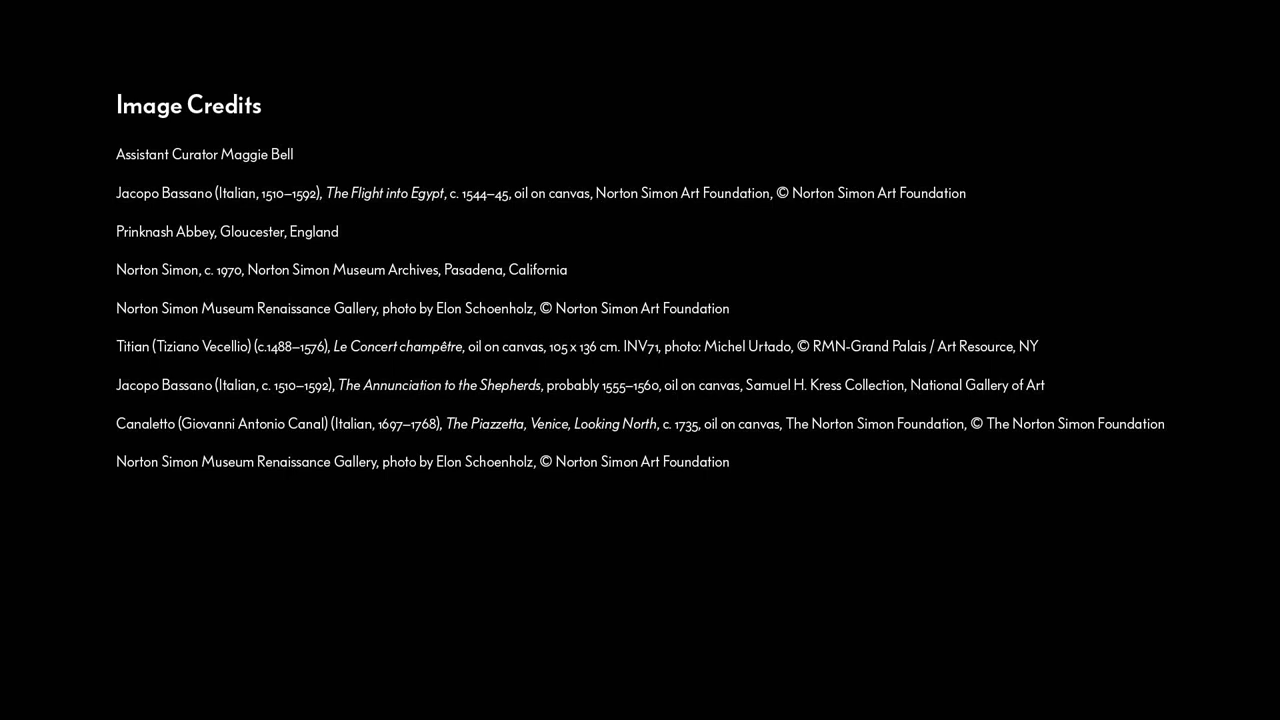 Image Credits
Assistant Curator Maggie Bell
Jacopo Bassano (Italian, 1510–1592), The Flight into Egypt, c. 1544–45, oil on canvas, Norton Simon Art Foundation, © Norton Simon Art Foundation
Prinknash Abbey, Gloucester, England
Norton Simon, c. 1970, Norton Simon Museum Archives, Pasadena, California
Norton Simon Museum Renaissance Gallery, photo by Elon Schoenholz, © Norton Simon Art Foundation
Titian (Tiziano Vecellio) (c.1488–1576), Le Concert champêtre, oil on canvas, 105 x 136 cm. INV71, photo: Michel Urtado, © RMN-Grand Palais / Art Resource, NY
Jacopo Bassano (Italian, c. 1510–1592), The Annunciation to the Shepherds, probably 1555–1560, oil on canvas, Samuel H. Kress Collection, National Gallery of Art
Canaletto (Giovanni Antonio Canal) (Italian, 1697–1768), The Piazzetta, Venice, Looking North, c. 1735, oil on canvas, The Norton Simon Foundation, © The Norton Simon Foundation
Norton Simon Museum Renaissance Gallery, photo by Elon Schoenholz, © Norton Simon Art Foundation